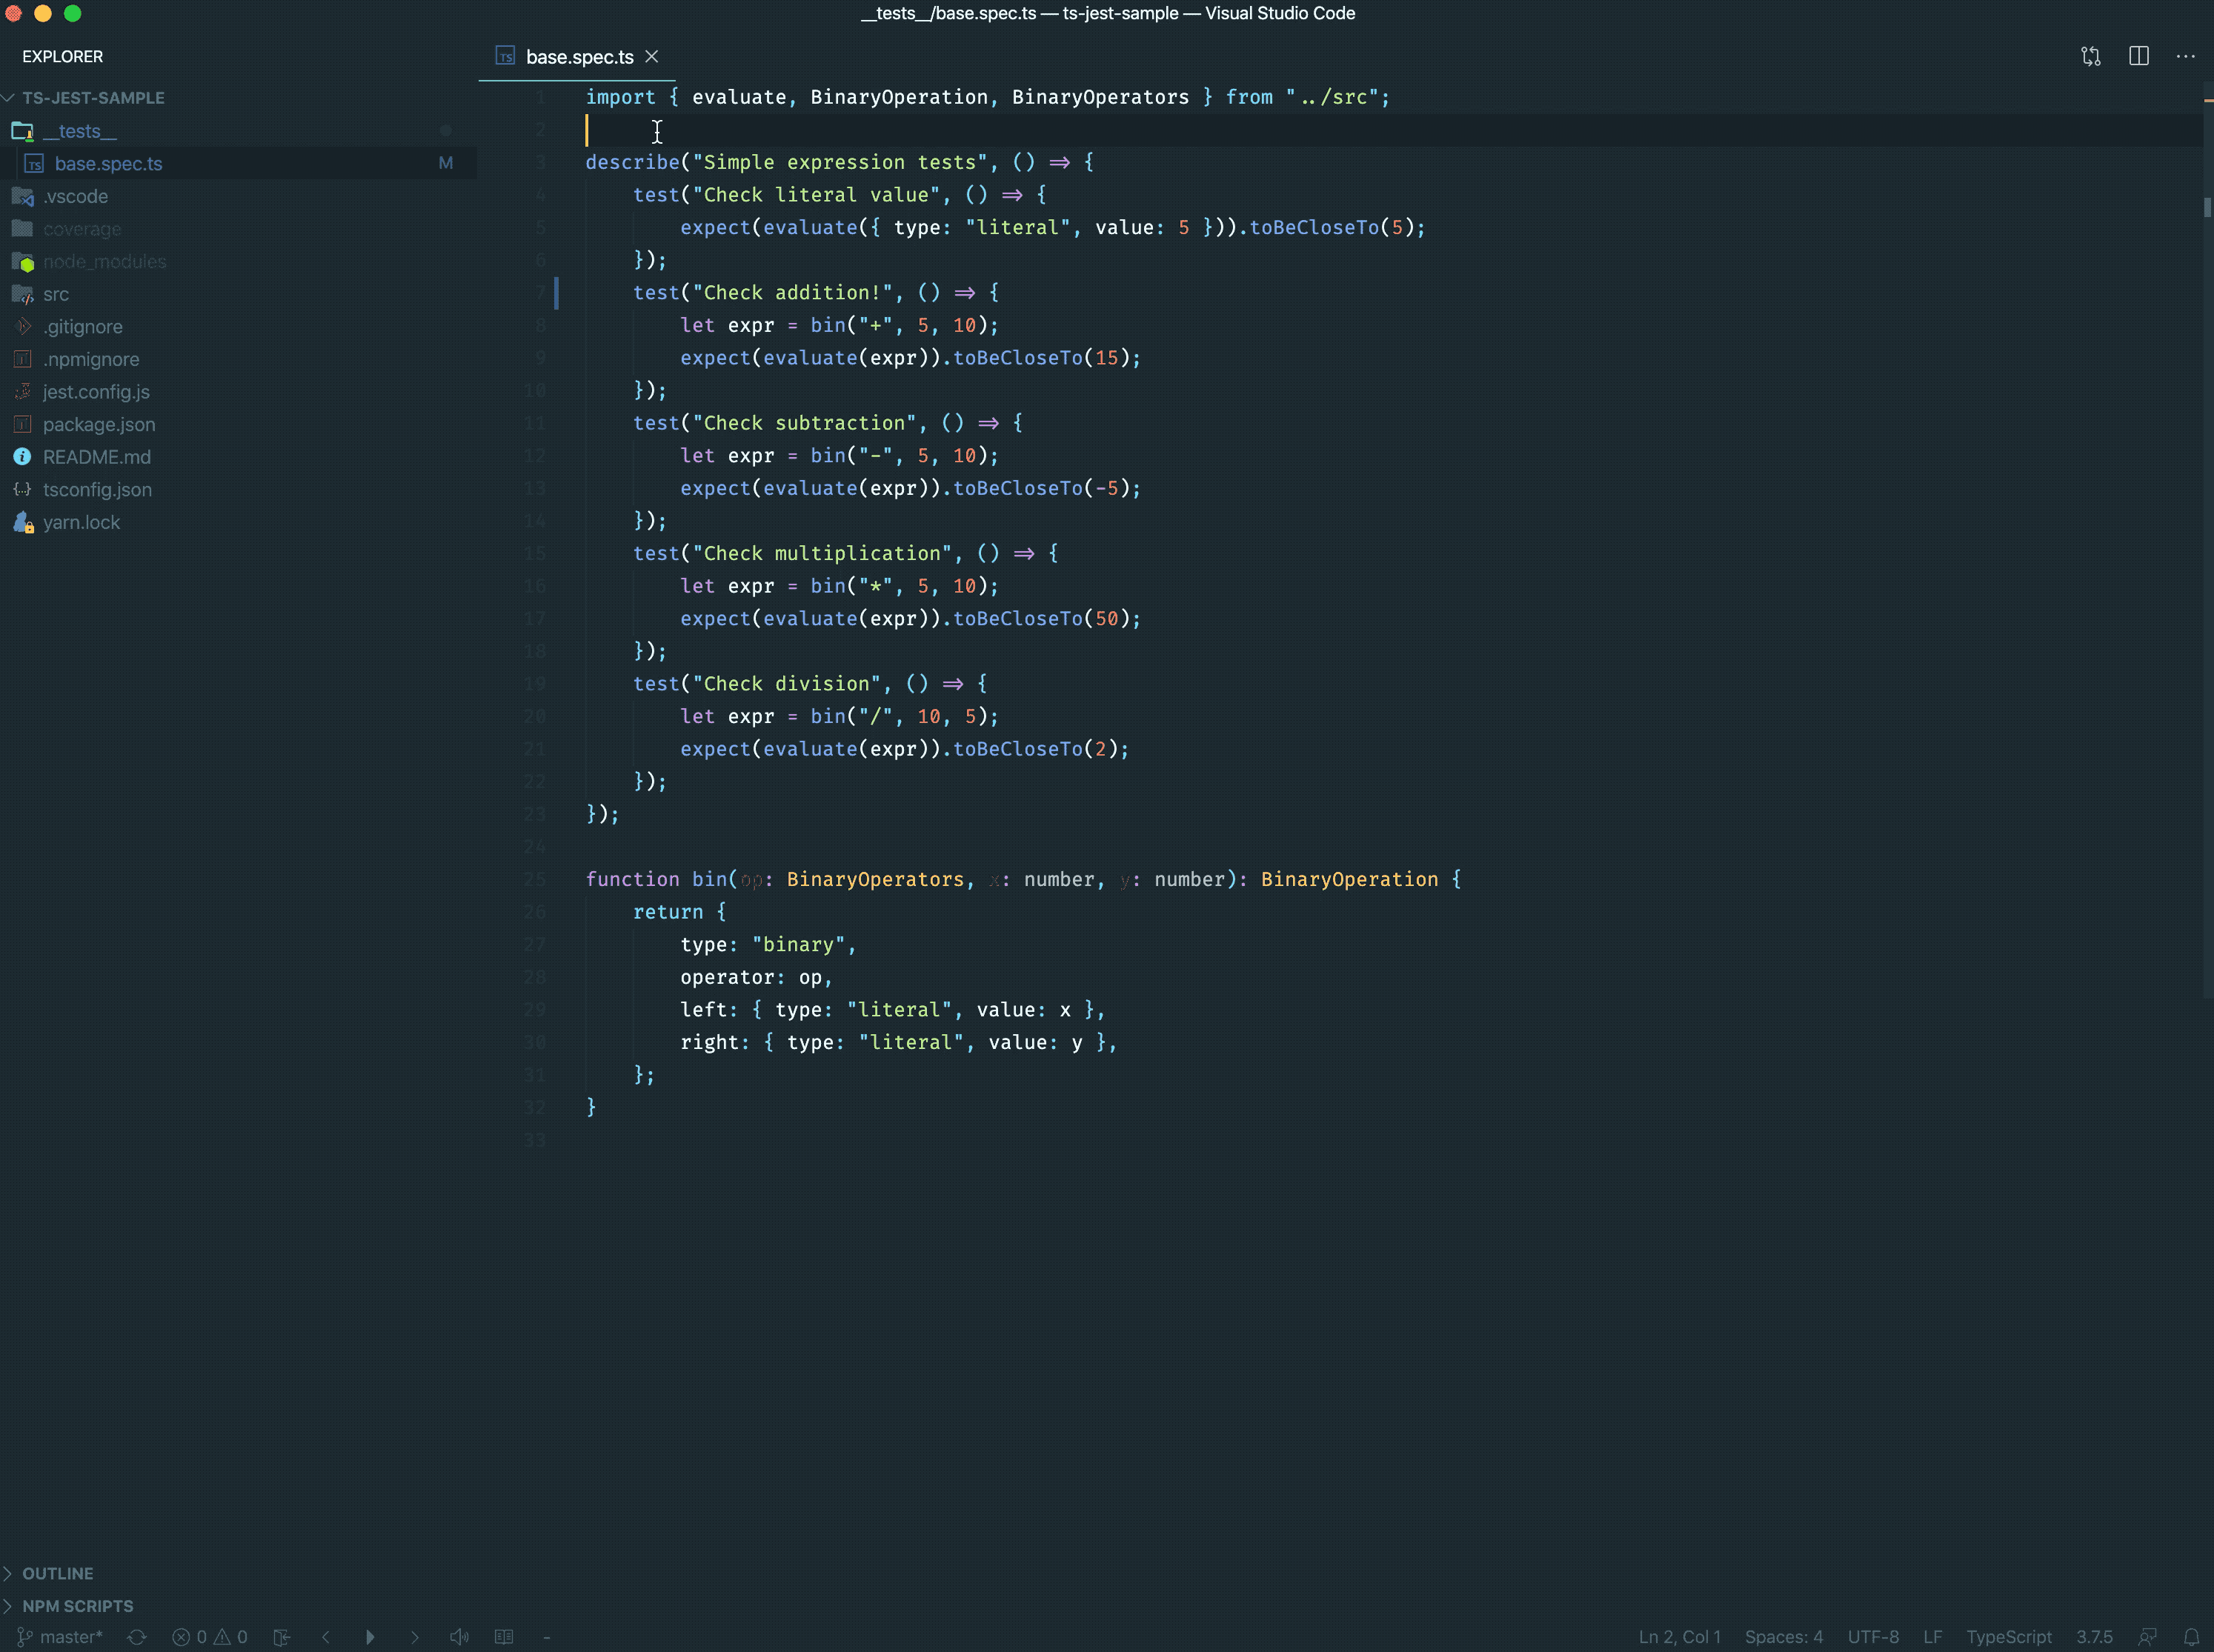 __tests__/base.spec.ts — ts-jest-sample — Visual Studio Code
EXPLORER
TS-JEST-SAMPLE
__tests__
base.spec.ts M
.vscode
coverage
node_modules
src
.gitignore
.npmignore
jest.config.js
package.json
README.md
tsconfig.json
yarn.lock
OUTLINE
NPM SCRIPTS
base.spec.ts
1 import { evaluate, BinaryOperation, BinaryOperators } from "../src";
2
3 describe("Simple expression tests", () => {
4 test("Check literal value", () => {
5 expect(evaluate({ type: "literal", value: 5 })).toBeCloseTo(5);
6 });
7 test("Check addition!", () => {
8 let expr = bin("+", 5, 10);
9 expect(evaluate(expr)).toBeCloseTo(15);
10 });
11 test("Check subtraction", () => {
12 let expr = bin("-", 5, 10);
13 expect(evaluate(expr)).toBeCloseTo(-5);
14 });
15 test("Check multiplication", () => {
16 let expr = bin("*", 5, 10);
17 expect(evaluate(expr)).toBeCloseTo(50);
18 });
19 test("Check division", () => {
20 let expr = bin("/", 10, 5);
21 expect(evaluate(expr)).toBeCloseTo(2);
22 });
23 });
24
25 function bin(op: BinaryOperators, x: number, y: number): BinaryOperation {
26 return {
27 type: "binary",
28 operator: op,
29 left: { type: "literal", value: x },
30 right: { type: "literal", value: y },
31 };
32 }
33
master* 0 0 -
Ln 2, Col 1 Spaces: 4 UTF-8 LF TypeScript 3.7.5